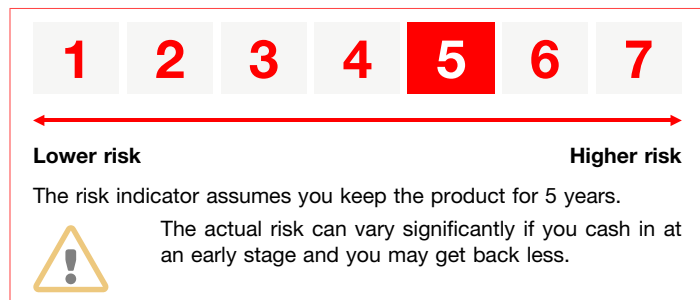 1 2 3 4 5 6 7
Lower risk Higher risk
The risk indicator assumes you keep the product for 5 years.
The actual risk can vary significantly if you cash in at
an early stage and you may get back less.